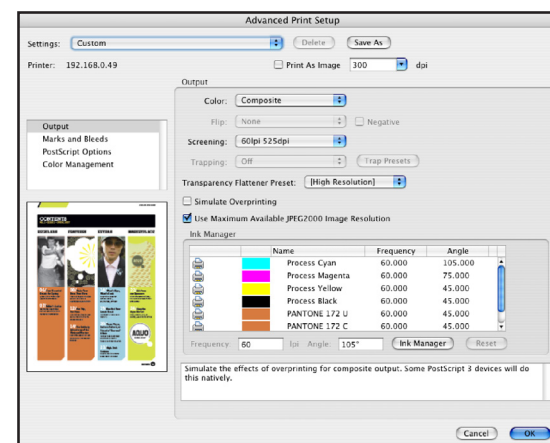 Advanced Print Setup
Settings: Custom Delete Save As
Printer: 192.168.0.49 Print As Image 300 dpi
Output
Color: Composite
Flip: None Negative
Screening: 60lpi 525dpi
Trapping: Off Trap Presets
Transparency Flattener Preset: [High Resolution]
Simulate Overprinting
Use Maximum Available JPEG2000 Image Resolution
Output
Marks and Bleeds
PostScript Options
Color Management
CONTENTS
Ink Manager
Name Frequency Angle
Process Cyan 60.000 105.000
Process Magenta 60.000 75.000
Process Yellow 60.000 45.000
Process Black 60.000 45.000
PANTONE 172 U 60.000 45.000
PANTONE 172 C 60.000 45.000
Frequency: 60 lpi Angle: 105° Ink Manager Reset
Simulate the effects of overprinting for composite output. Some PostScript 3 devices will do
this natively.
Cancel OK